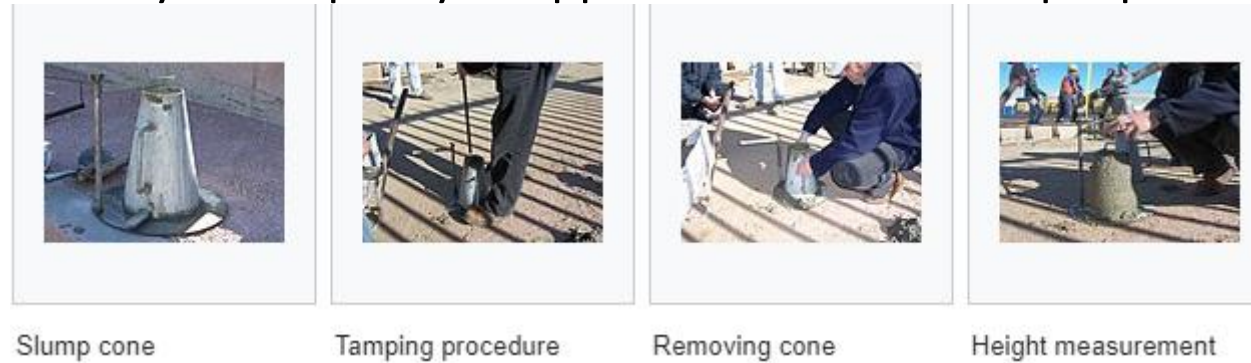 Slump cone
Tamping procedure
Removing cone
Height measurement